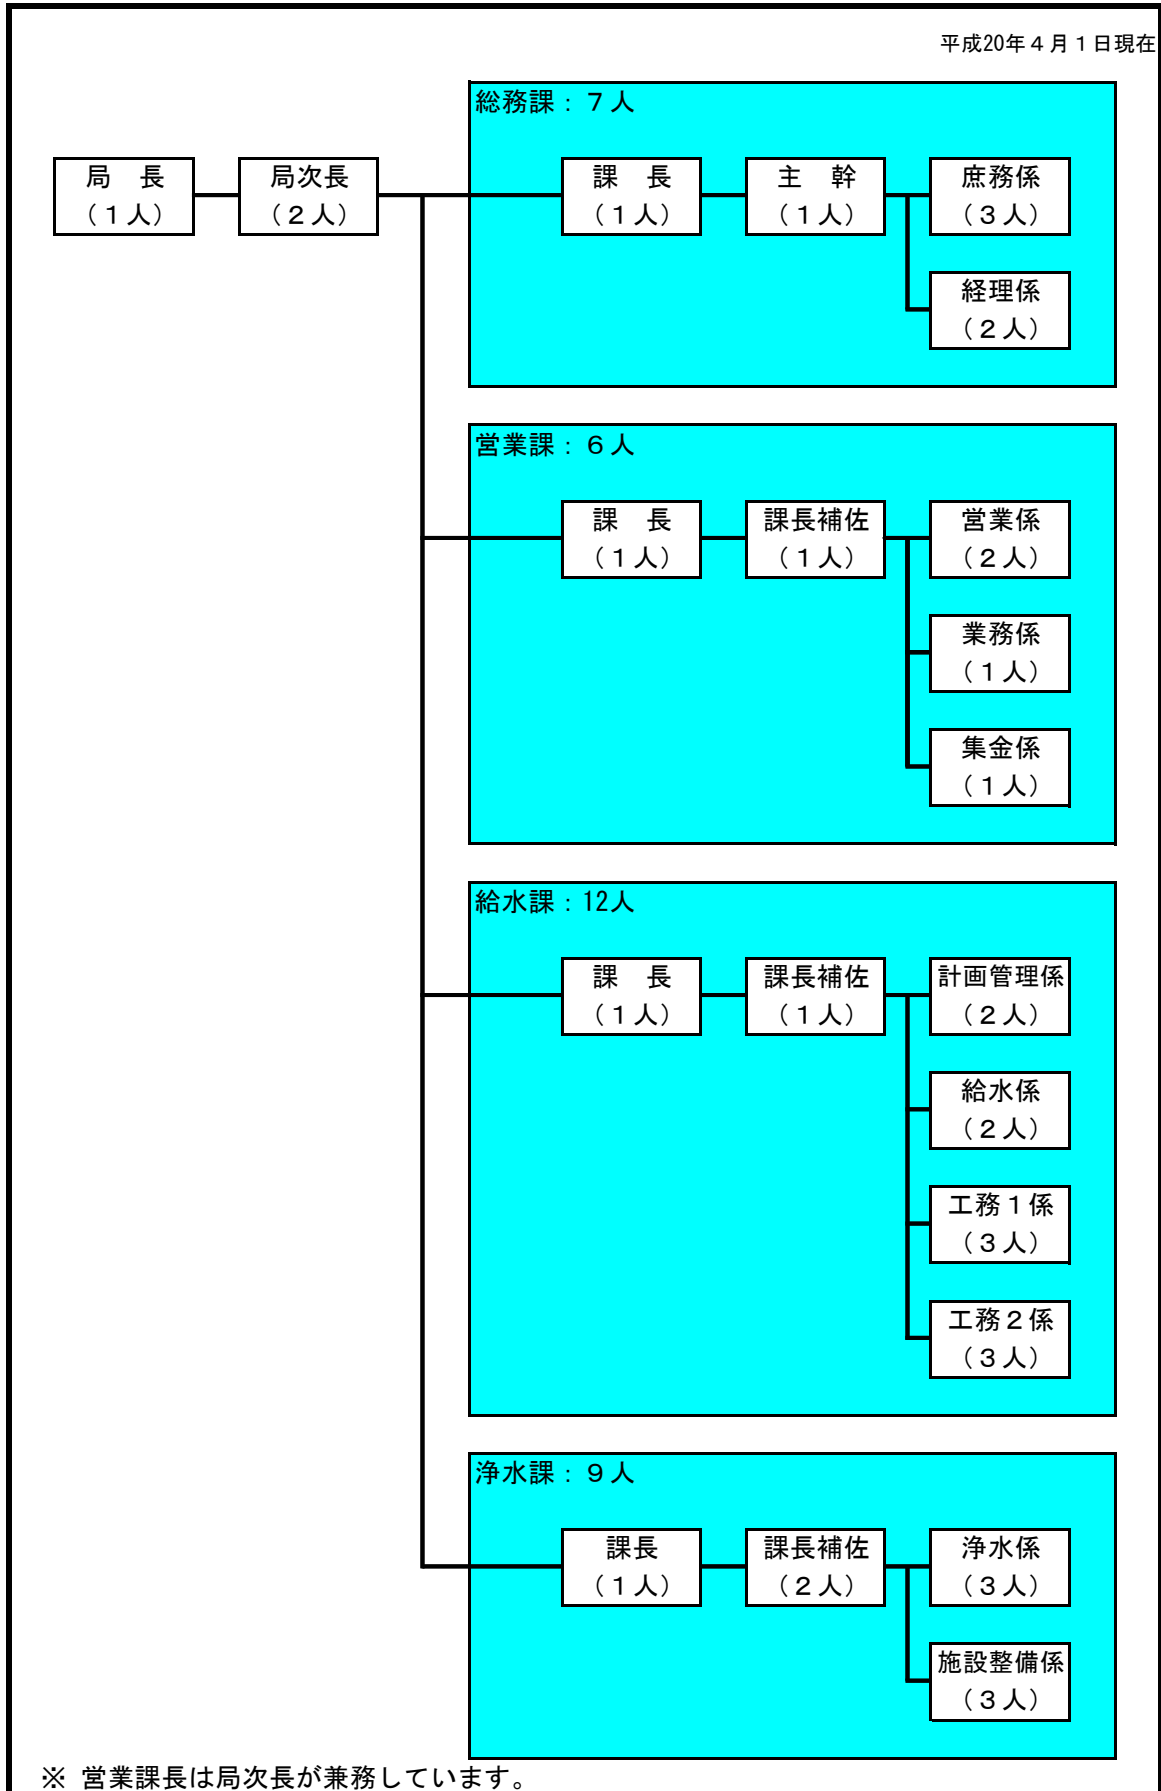 平成20年４月１日現在
総務課：７人
局　長
（１人）
局次長
（２人）
課　長
（１人）
主　幹
（１人）
庶務係
（３人）
経理係
（２人）
営業課：６人
課　長
（１人）
課長補佐
（１人）
営業係
（２人）
業務係
（１人）
集金係
（１人）
給水課：12人
課　長
（１人）
課長補佐
（１人）
計画管理係
（２人）
給水係
（２人）
工務１係
（３人）
工務２係
（３人）
浄水課：９人
課長
（１人）
課長補佐
（２人）
浄水係
（３人）
施設整備係
（３人）
※ 営業課長は局次長が兼務しています。